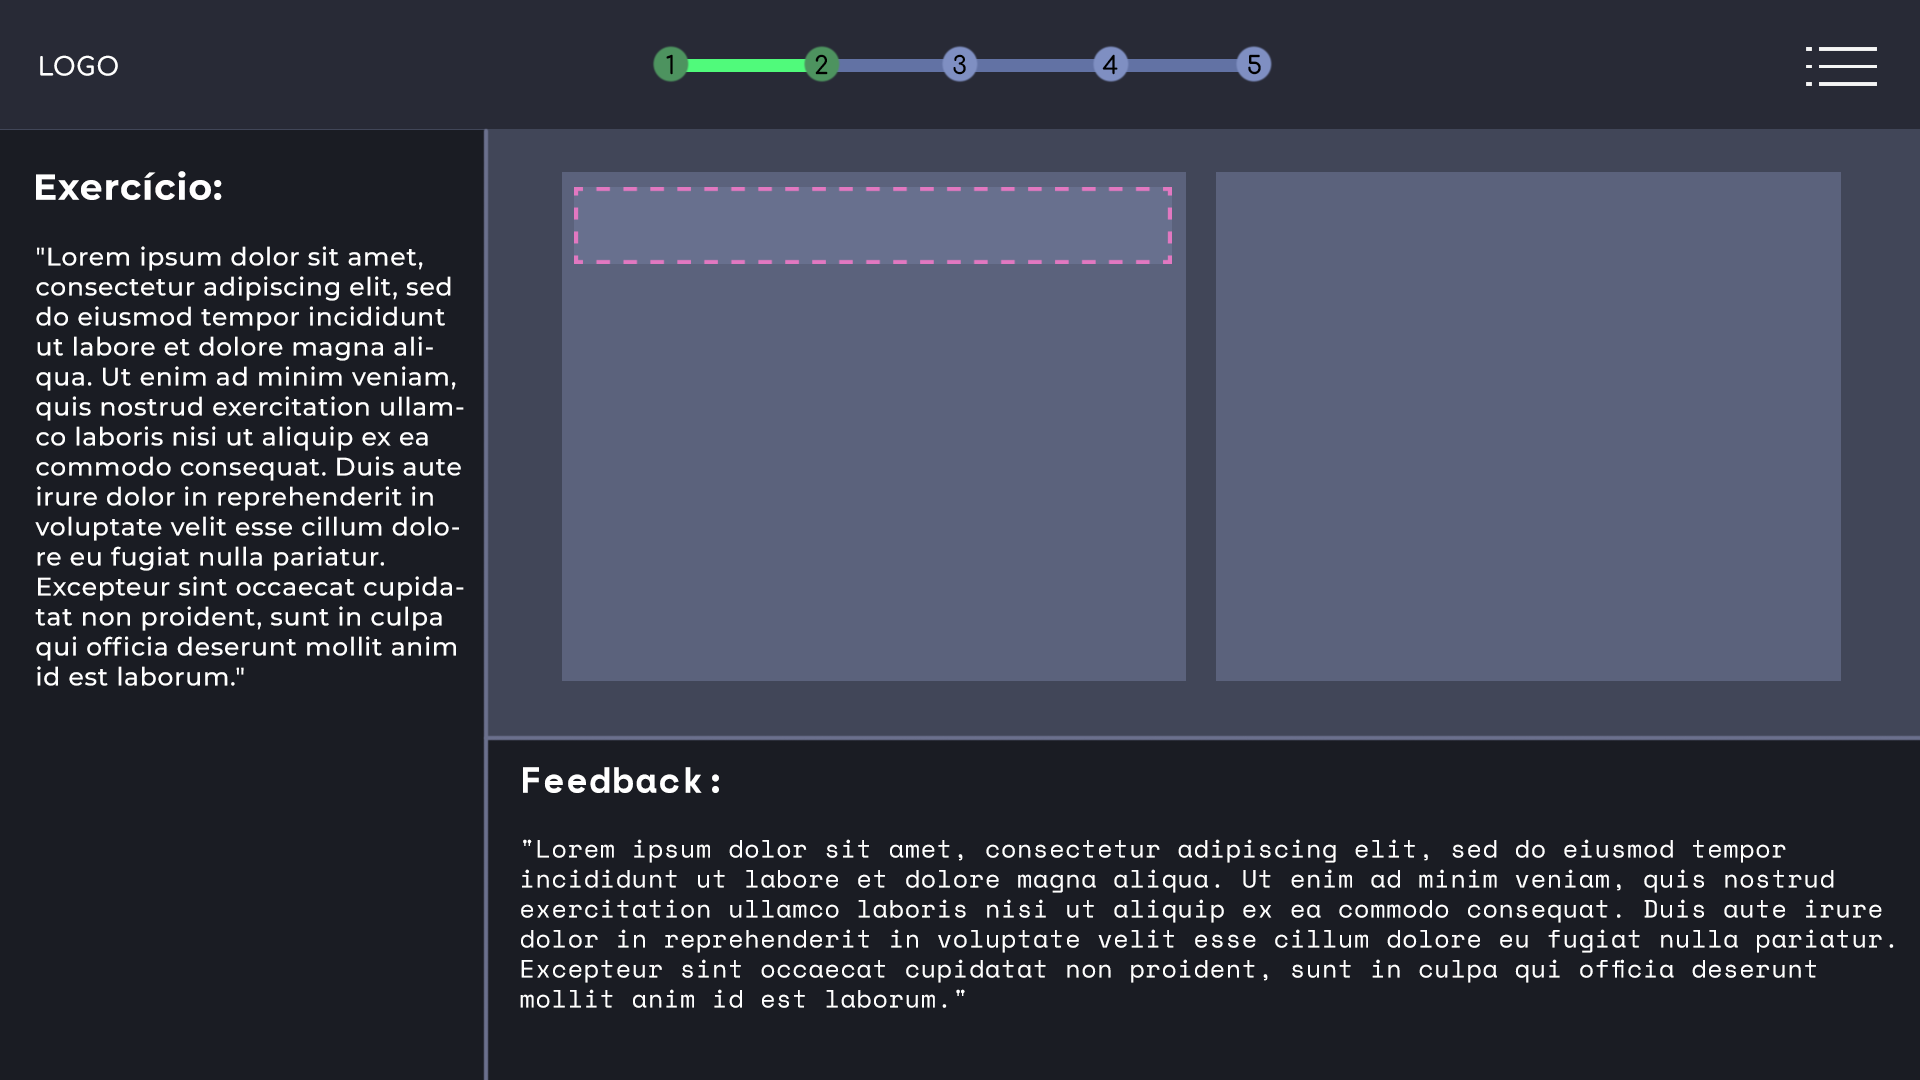 LOGO
1 2 3 4 5
Exercício:
"Lorem ipsum dolor sit amet,
consectetur adipiscing elit, sed
do eiusmod tempor incididunt
ut labore et dolore magna ali-
qua. Ut enim ad minim veniam,
quis nostrud exercitation ullam-
co laboris nisi ut aliquip ex ea
commodo consequat. Duis aute
irure dolor in reprehenderit in
voluptate velit esse cillum dolo-
re eu fugiat nulla pariatur.
Excepteur sint occaecat cupida-
tat non proident, sunt in culpa
qui officia deserunt mollit anim
id est laborum."
Feedback:
"Lorem ipsum dolor sit amet, consectetur adipiscing elit, sed do eiusmod tempor
incididunt ut labore et dolore magna aliqua. Ut enim ad minim veniam, quis nostrud
exercitation ullamco laboris nisi ut aliquip ex ea commodo consequat. Duis aute irure
dolor in reprehenderit in voluptate velit esse cillum dolore eu fugiat nulla pariatur.
Excepteur sint occaecat cupidatat non proident, sunt in culpa qui officia deserunt
mollit anim id est laborum."